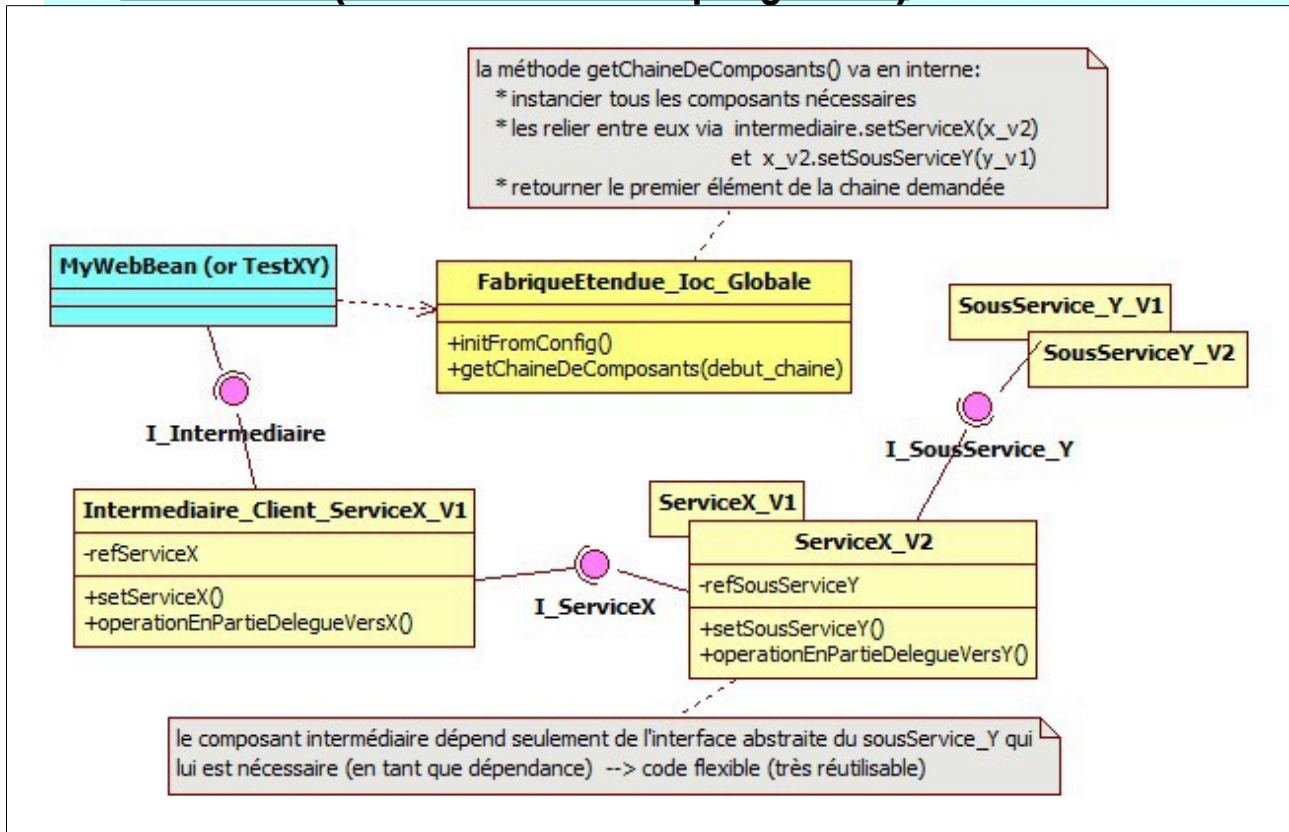 la méthode getChaineDeComposants() va en interne:
* instancier tous les composants nécessaires
* les relier entre eux via intermediaire.setServiceX(x_v2)
et x_v2.setSousServiceY(y_v1)
* retourner le premier élément de la chaine demandée
MyWebBean (or TestXY)
FabriqueEtendue_Ioc_Globale
+initFromConfig()
+getChaineDeComposants(debut_chaine)
SousService_Y_V1
SousServiceY_V2
I_Intermediaire
I_SousService_Y
Intermediaire_Client_ServiceX_V1
-refServiceX
+setServiceX()
+operationEnPartieDelegueVersX()
I_ServiceX
ServiceX_V1
ServiceX_V2
-refSousServiceY
+setSousServiceY()
+operationEnPartieDelegueVersY()
le composant intermédiaire dépend seulement de l'interface abstraite du sousService_Y qui
lui est nécessaire (en tant que dépendance) --> code flexible (très réutilisable)